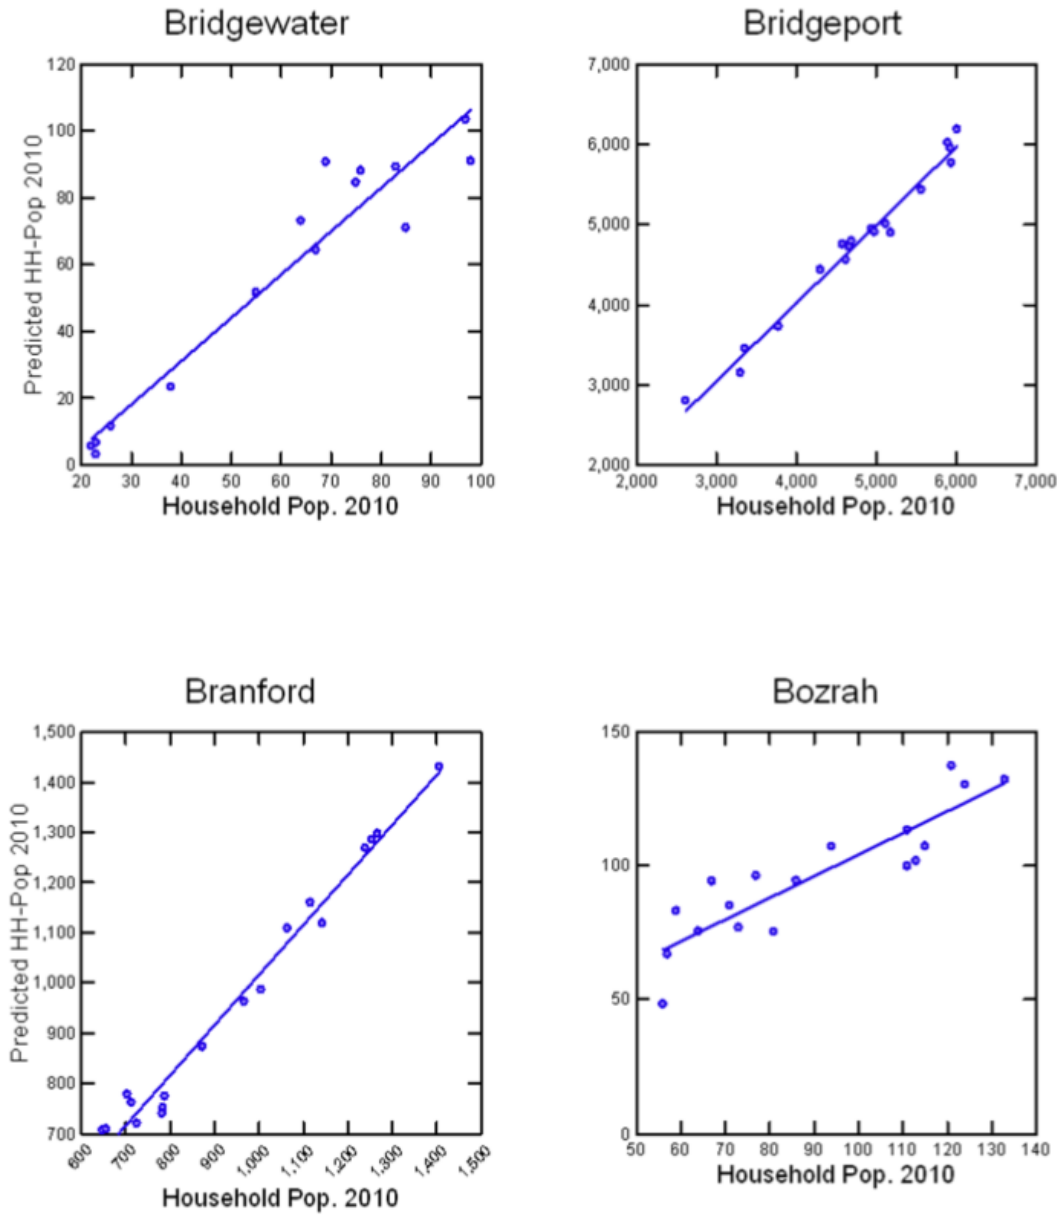 Bridgewater
Bridgeport
Predicted HH-Pop 2010
120
100
80
60
40
20
0
20 30 40 50 60 70 80 90 100
Household Pop. 2010
7,000
6,000
5,000
4,000
3,000
2,000
2,000 3,000 4,000 5,000 6,000 7,000
Household Pop. 2010
Branford
Bozrah
Predicted HH-Pop 2010
1,500
1,400
1,300
1,200
1,100
1,000
900
800
700
600 700 800 900 1,000 1,100 1,200 1,300 1,400 1,500
Household Pop. 2010
150
100
50
0
50 60 70 80 90 100 110 120 130 140
Household Pop. 2010